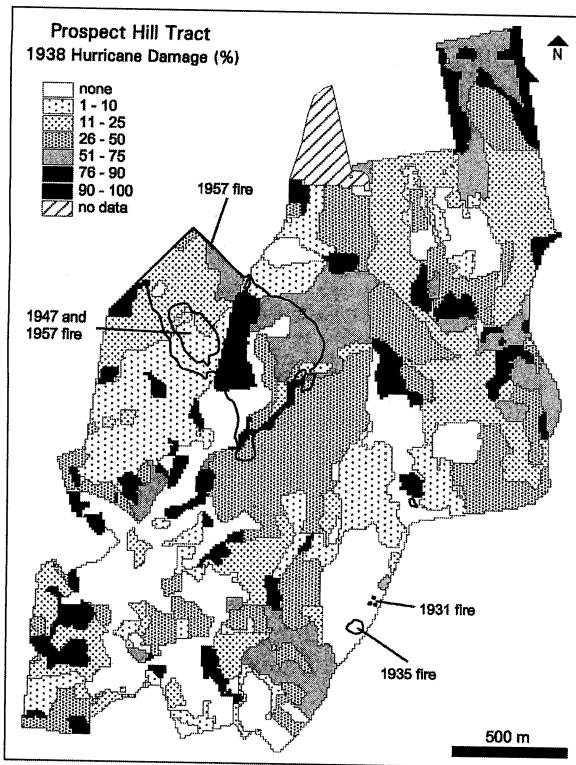 Prospect Hill Tract
1938 Hurricane Damage (%)
none
1 - 10
11 - 25
26 - 50
51 - 75
76 - 90
90 - 100
no data
N
1957 fire
1947 and
1957 fire
1931 fire
1935 fire
500 m